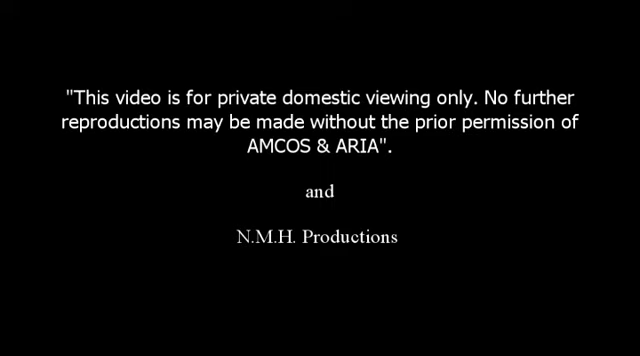 "This video is for private domestic viewing only. No further
reproductions may be made without the prior permission of
AMCOS & ARIA".
and
N.M.H. Productions